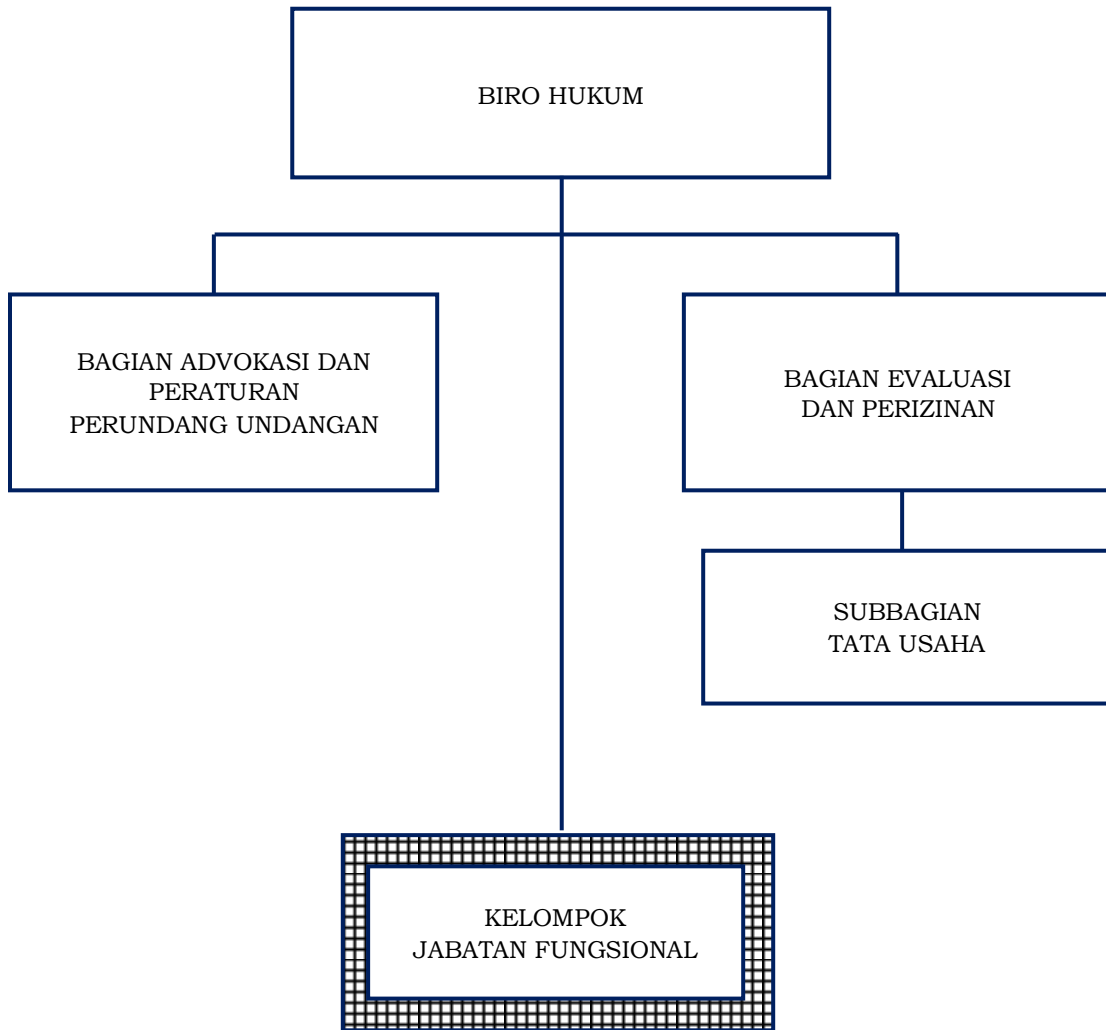 BIRO HUKUM
BAGIAN ADVOKASI DAN
PERATURAN
PERUNDANG UNDANGAN
BAGIAN EVALUASI
DAN PERIZINAN
SUBBAGIAN
TATA USAHA
KELOMPOK
JABATAN FUNGSIONAL